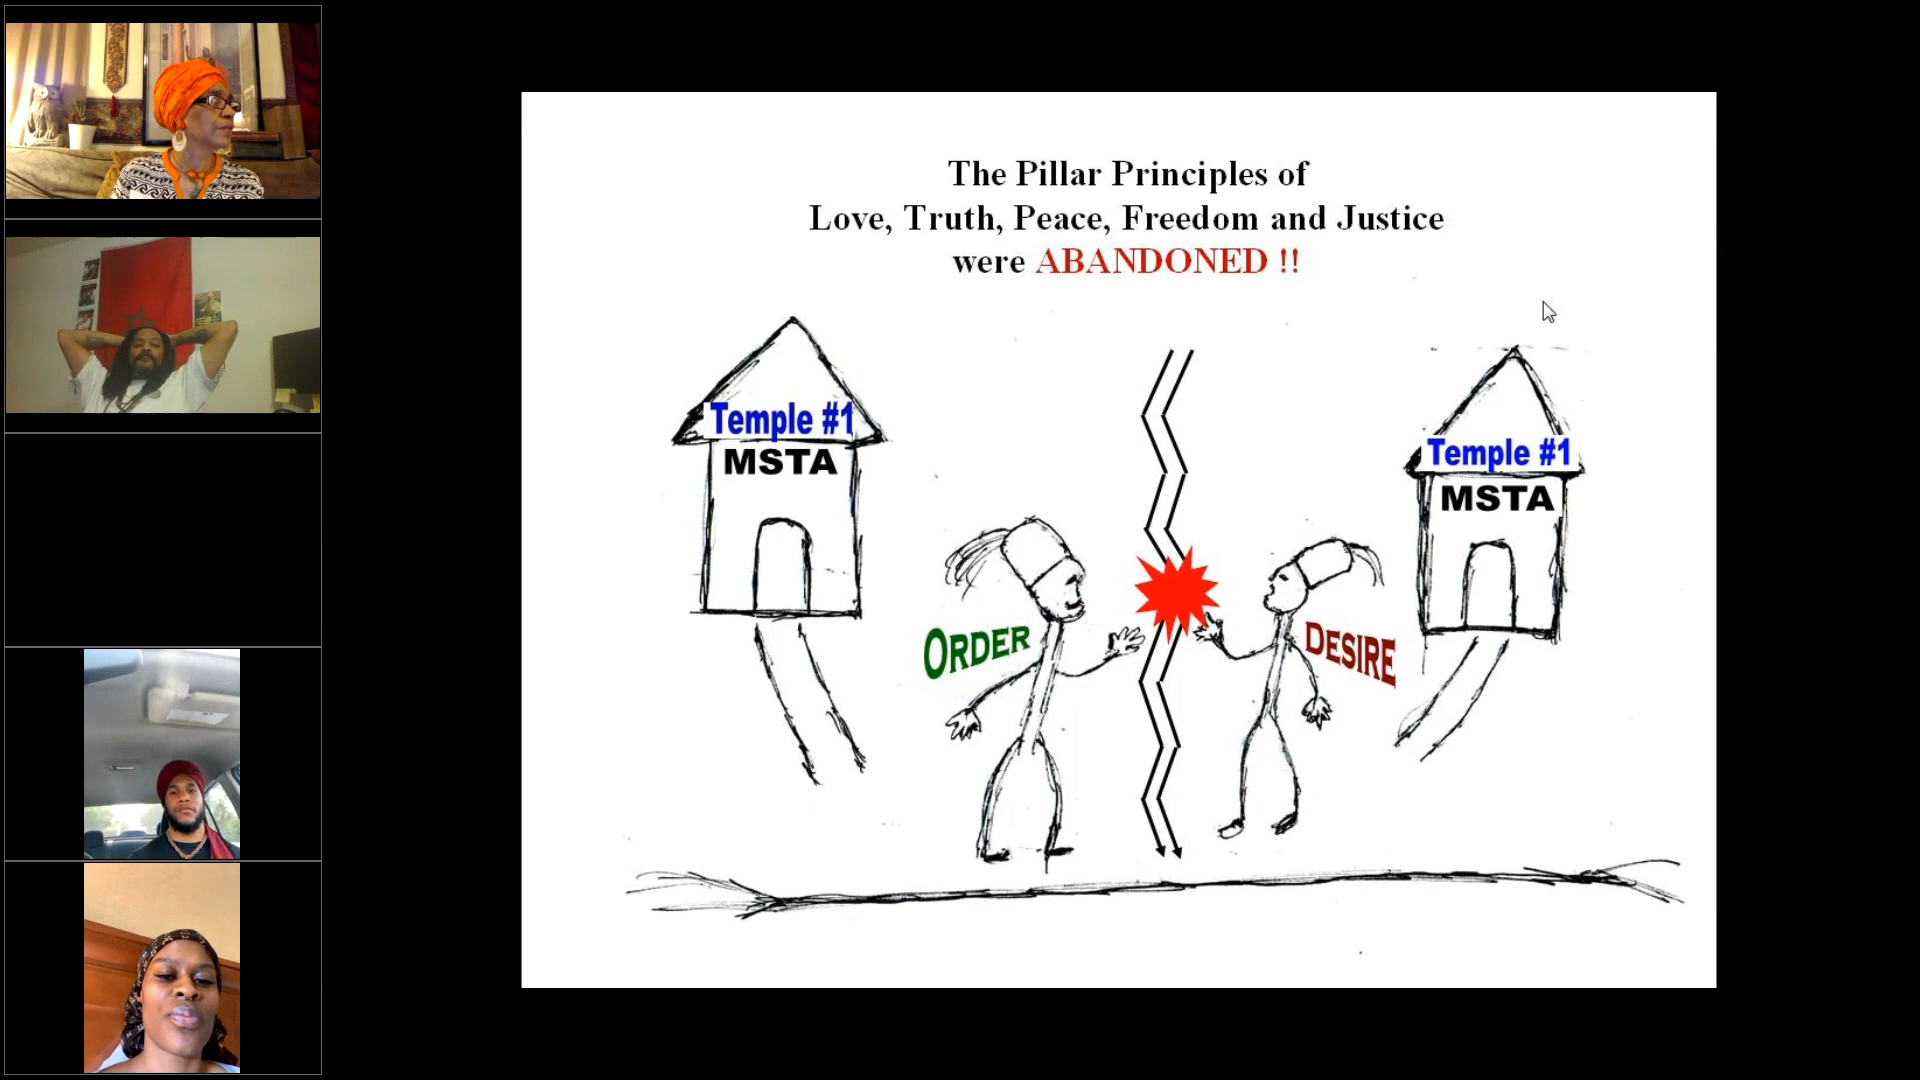 The Pillar Principles of
Love, Truth, Peace, Freedom and Justice
were ABANDONED !!
Temple #1
MSTA
Temple #1
MSTA
ORDER
DESIRE